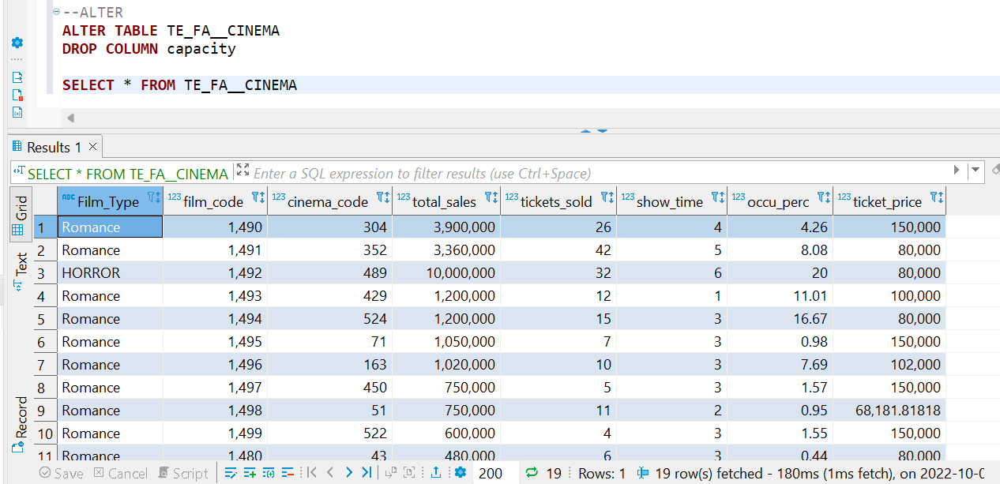 --ALTER
ALTER TABLE TE_FA__CINEMA
DROP COLUMN capacity
SELECT * FROM TE_FA__CINEMA
Results 1
SELECT * FROM TE_FA__CINEMA Enter a SQL expression to filter results (use Ctrl+Space)
Grid
Text
Record
ABC Film_Type 123 film_code 123 cinema_code 123 total_sales 123 tickets_sold 123 show_time 123 occu_perc 123 ticket_price
1 Romance 1,490 304 3,900,000 26 4 4.26 150,000
2 Romance 1,491 352 3,360,000 42 5 8.08 80,000
3 HORROR 1,492 489 10,000,000 32 6 20 80,000
4 Romance 1,493 429 1,200,000 12 1 11.01 100,000
5 Romance 1,494 524 1,200,000 15 3 16.67 80,000
6 Romance 1,495 71 1,050,000 7 3 0.98 150,000
7 Romance 1,496 163 1,020,000 10 3 7.69 102,000
8 Romance 1,497 450 750,000 5 3 1.57 150,000
9 Romance 1,498 51 750,000 11 2 0.95 68,181.81818
10 Romance 1,499 522 600,000 4 3 1.55 150,000
11 Romance 1,480 43 480,000 6 3 0.44 80,000
Save Cancel Script 200 19 Rows: 1 19 row(s) fetched - 180ms (1ms fetch), on 2022-10-0